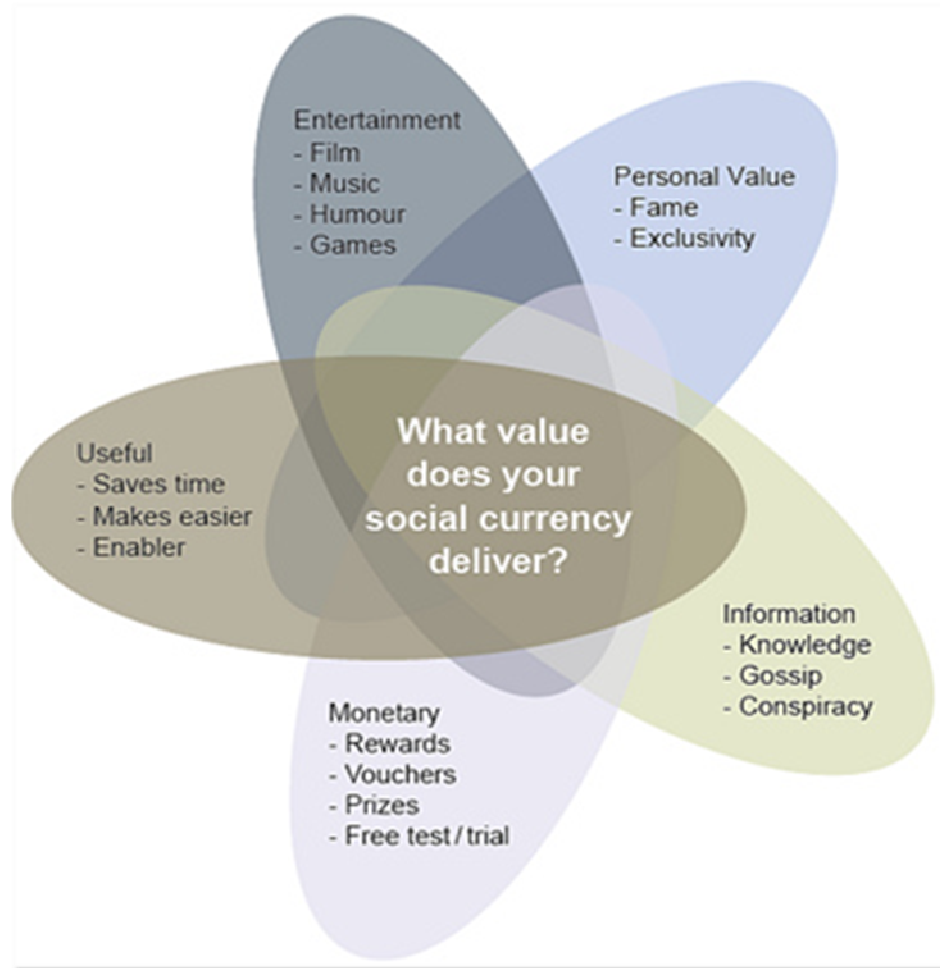 Entertainment
- Film
- Music
- Humour
- Games
Personal Value
- Fame
- Exclusivity
What value
does your
social currency
deliver?
Useful
- Saves time
- Makes easier
- Enabler
Information
- Knowledge
- Gossip
- Conspiracy
Monetary
- Rewards
- Vouchers
- Prizes
- Free test / trial